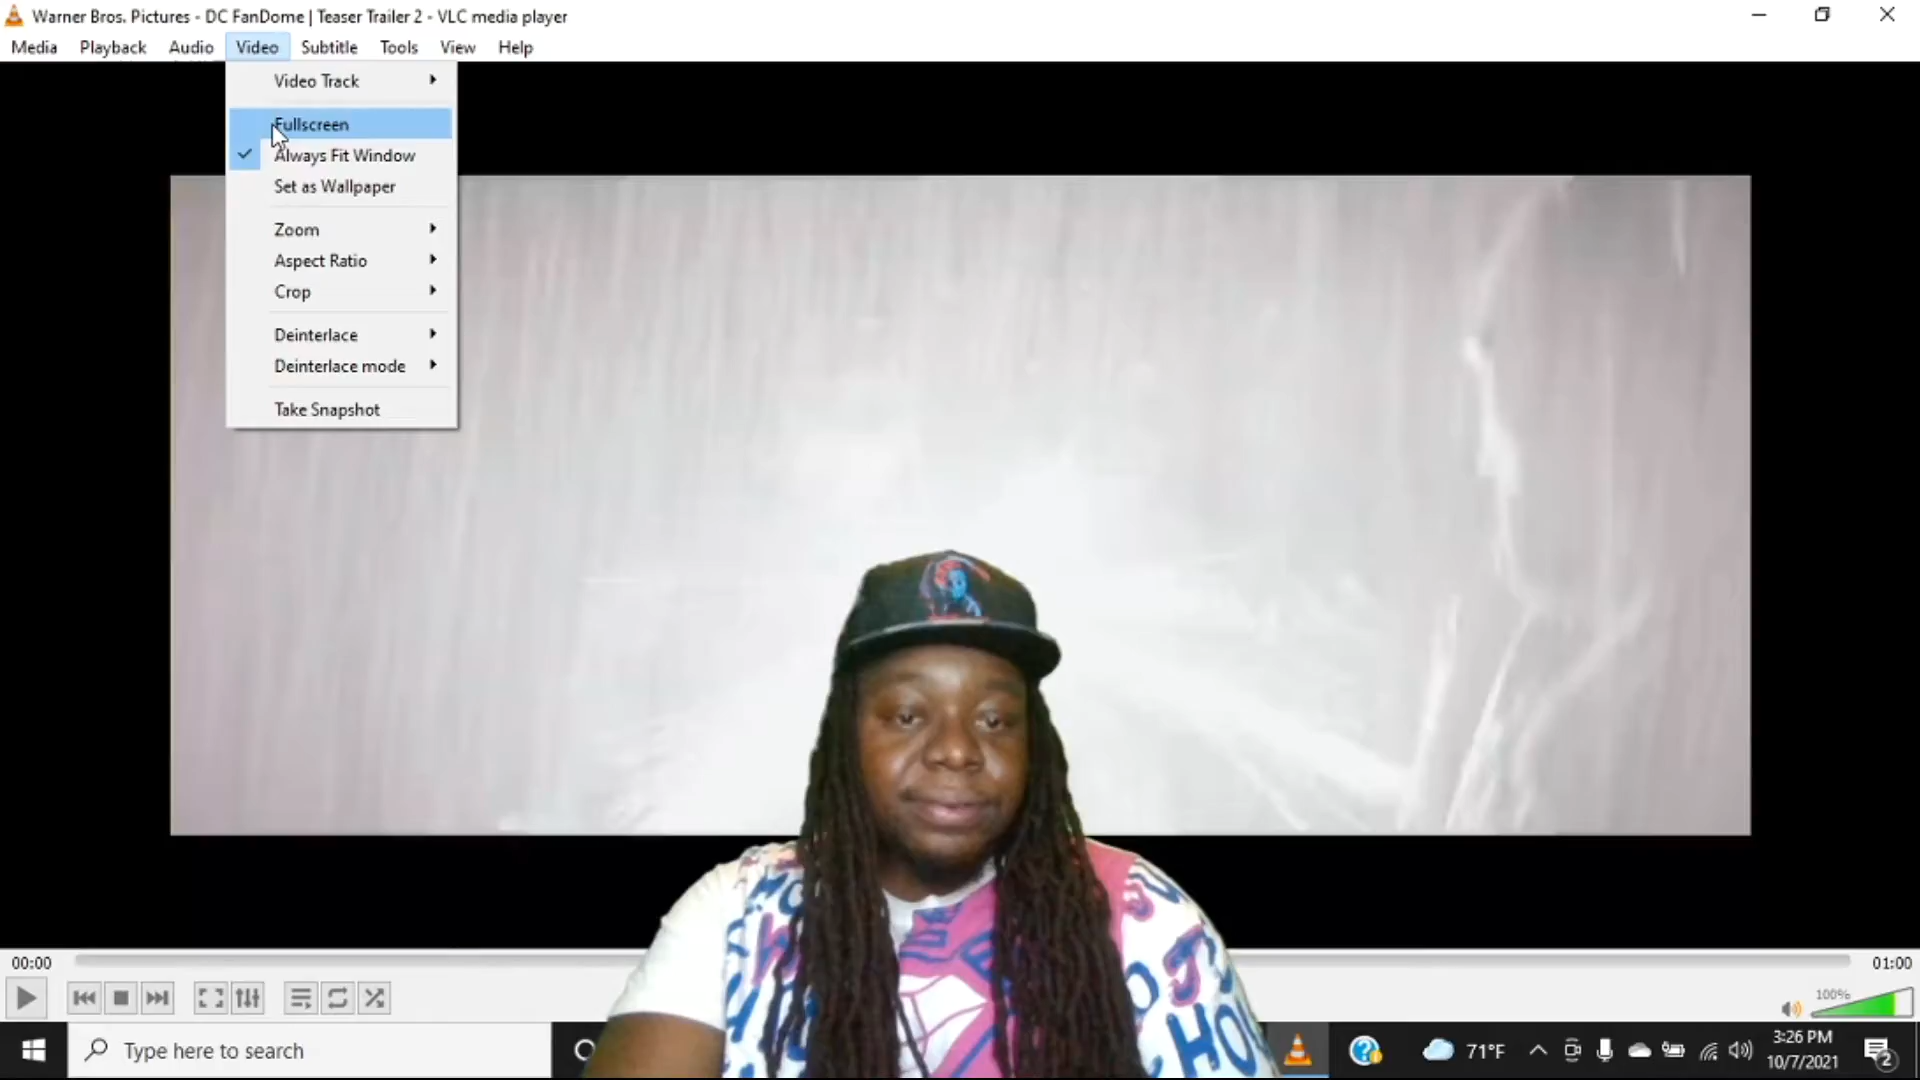 Warner Bros. Pictures - DC FanDome | Teaser Trailer 2 - VLC media player
Media Playback Audio Video Subtitle Tools View Help
Video Track
Fullscreen
Always Fit Window
Set as Wallpaper
Zoom
Aspect Ratio
Crop
Deinterlace
Deinterlace mode
Take Snapshot
00:00
01:00
100%
Type here to search
71°F
3:26 PM
10/7/2021
2